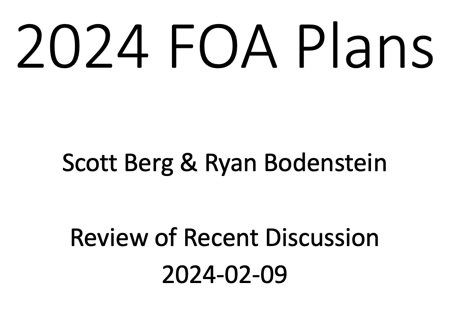 2024 FOA Plans
Scott Berg & Ryan Bodenstein
Review of Recent Discussion
2024-02-09